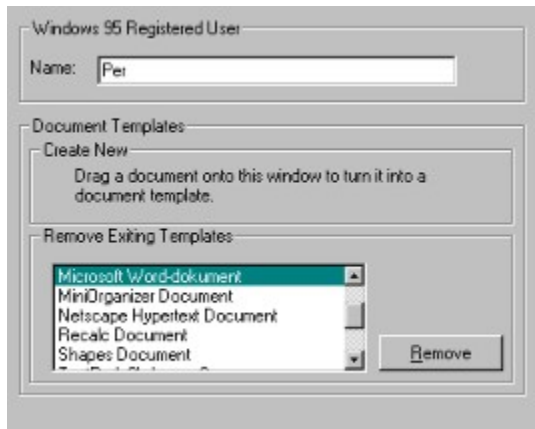 Windows 95 Registered User
Name: Per
Document Templates
Create New
Drag a document onto this window to turn it into a
document template.
Remove Exiting Templates
Microsoft Word-dokument
MiniOrganizer Document
Netscape Hypertext Document
Recalc Document
Shapes Document
Remove